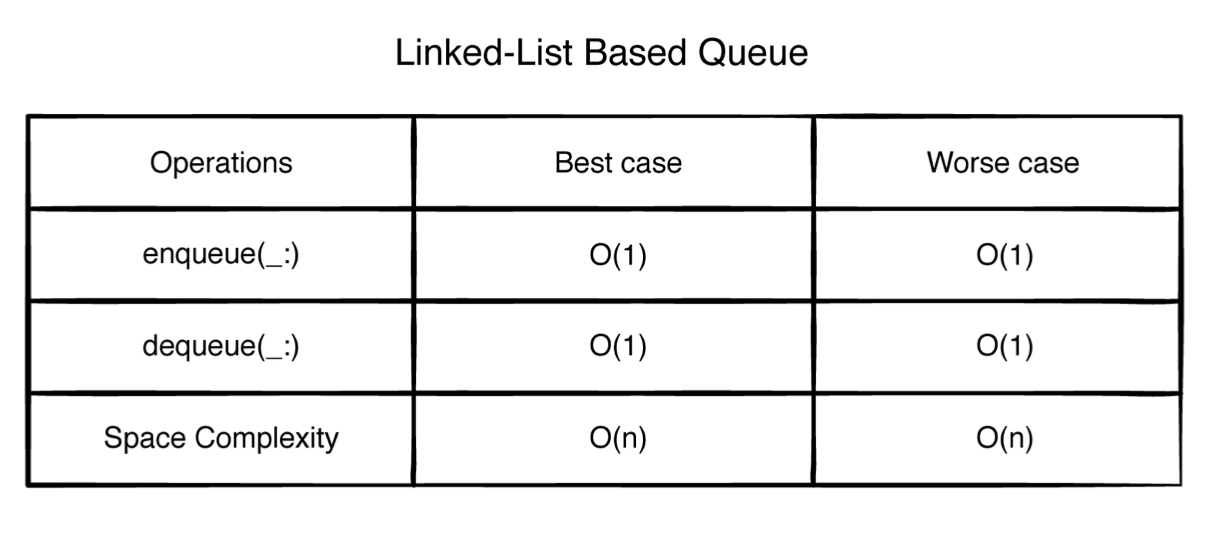 Linked-List Based Queue
Operations Best case Worse case
enqueue(_:) O(1) O(1)
dequeue(_:) O(1) O(1)
Space Complexity O(n) O(n)